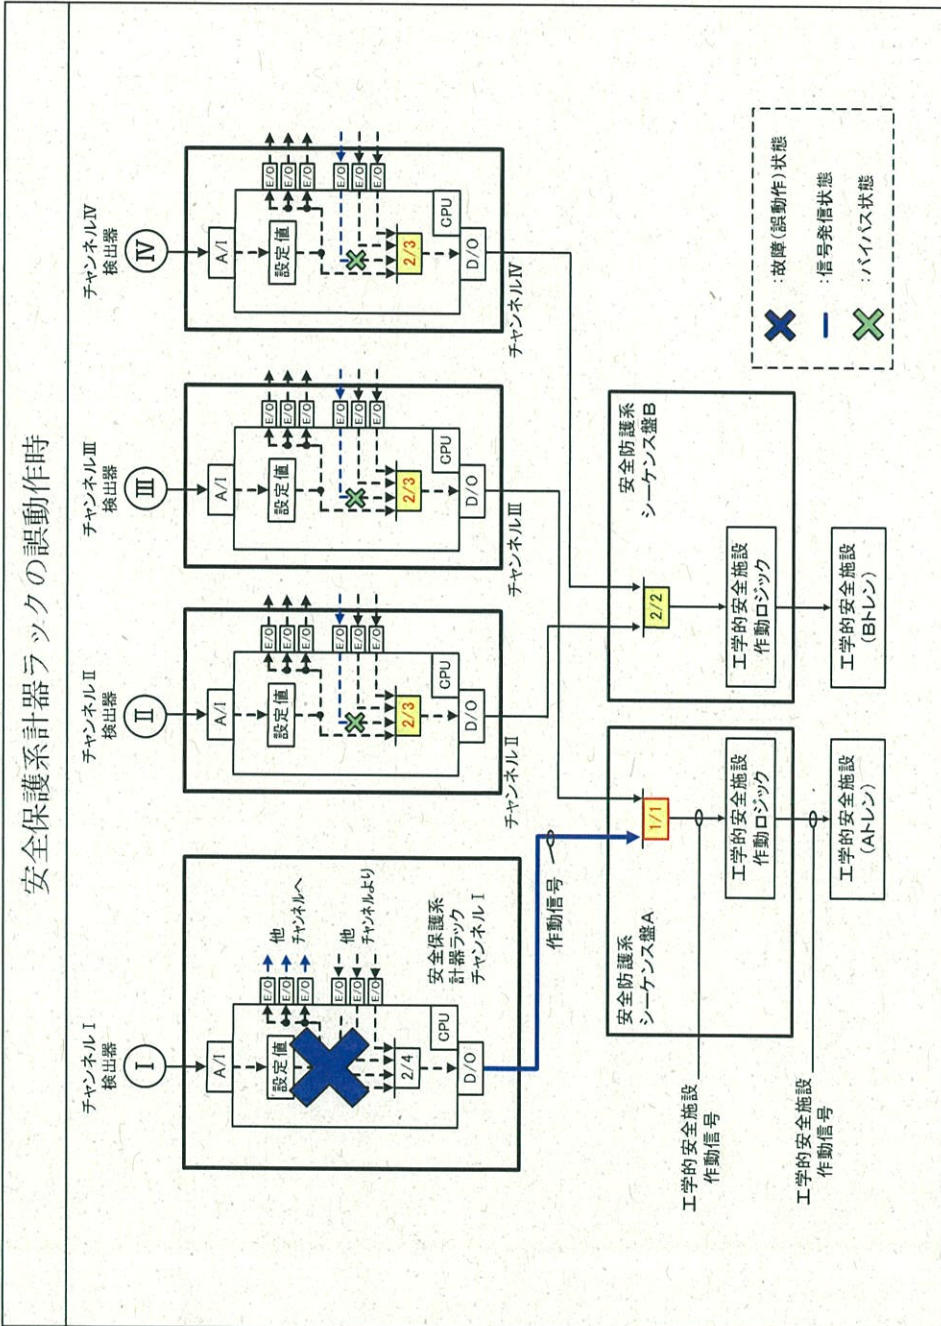 安全保護系計器ラックの誤動作時
チャンネルⅠ
検出器
Ⅰ
A/I
設定値
E/O
E/O
E/O
他
チャンネルへ
E/O
E/O
E/O
他
チャンネルより
2/4
CPU
D/O
安全保護系
計器ラック
チャンネルⅠ
チャンネルⅡ
検出器
Ⅱ
A/I
設定値
E/O
E/O
E/O
E/O
E/O
E/O
2/3
CPU
D/O
チャンネルⅡ
チャンネルⅢ
検出器
Ⅲ
A/I
設定値
E/O
E/O
E/O
E/O
E/O
E/O
2/3
CPU
D/O
チャンネルⅢ
チャンネルⅣ
検出器
Ⅳ
A/I
設定値
E/O
E/O
E/O
E/O
E/O
E/O
2/3
CPU
D/O
チャンネルⅣ
作動信号
安全防護系
シーケンス盤A
1/1
工学的安全施設
作動ロジック
工学的安全施設
作動信号
工学的安全施設
作動信号
工学的安全施設
(Aトレン)
安全防護系
シーケンス盤B
2/2
工学的安全施設
作動ロジック
工学的安全施設
(Bトレン)
:故障(誤動作)状態
:信号発信状態
:バイパス状態